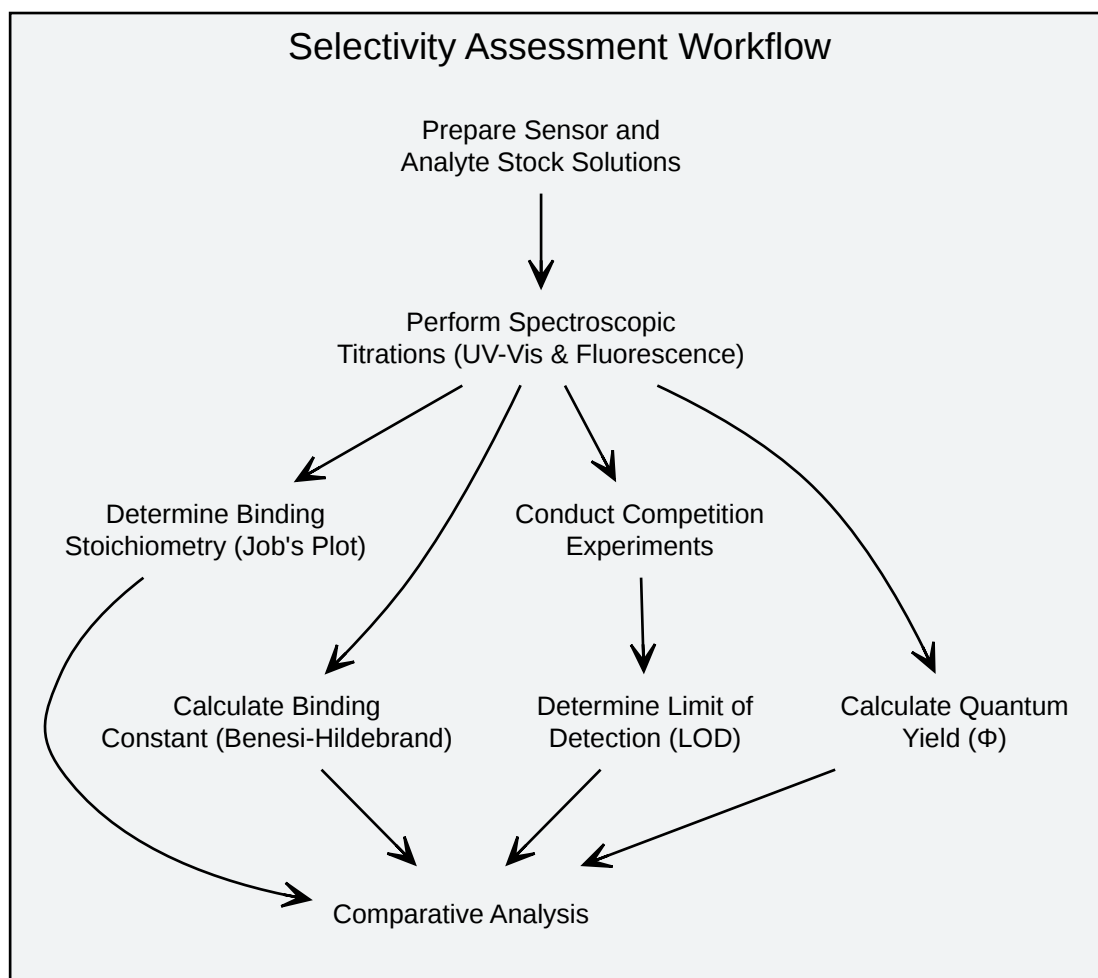 Selectivity Assessment Workflow
Prepare Sensor and
Analyte Stock Solutions
Perform Spectroscopic
Titrations (UV-Vis & Fluorescence)
Determine Binding
Stoichiometry (Job's Plot)
Conduct Competition
Experiments
Calculate Binding
Constant (Benesi-Hildebrand)
Determine Limit of
Detection (LOD)
Calculate Quantum
Yield (Φ)
Comparative Analysis